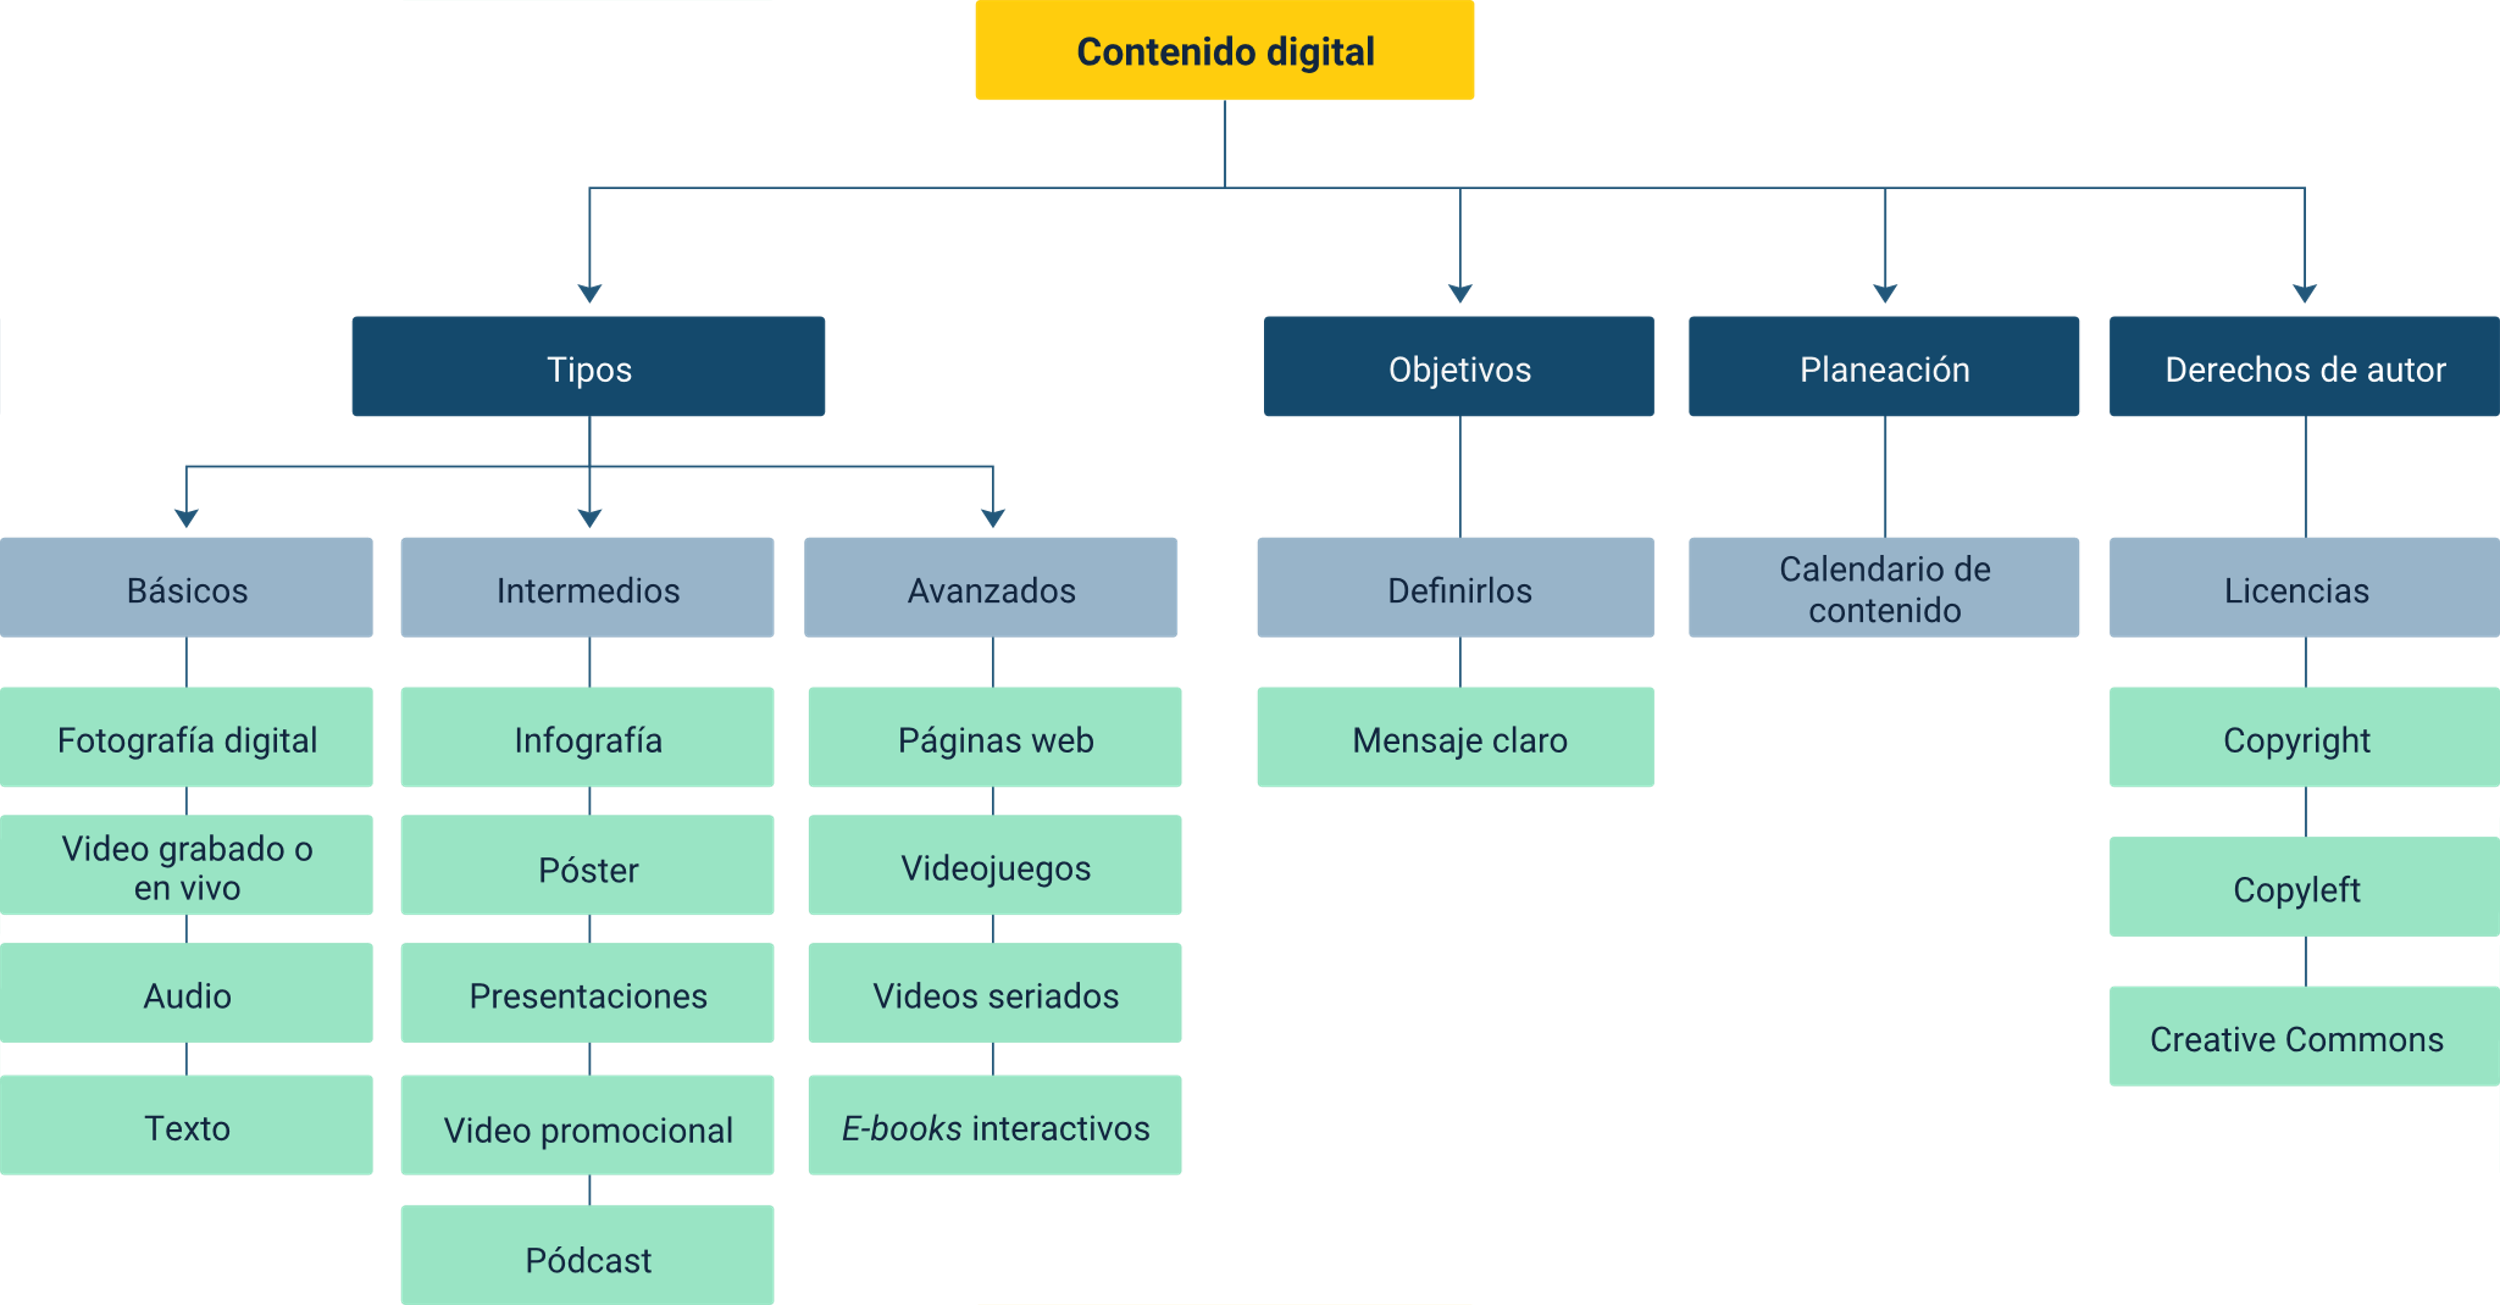 Contenido digital
Tipos
Objetivos
Planeación
Derechos de autor
Básicos
Intermedios
Avanzados
Definirlos
Calendario de
contenido
Licencias
Fotografía digital
Infografía
Páginas web
Mensaje claro
Copyright
Video grabado o
en vivo
Póster
Videojuegos
Copyleft
Audio
Presentaciones
Videos seriados
Creative Commons
Texto
Video promocional
E-books interactivos
Pódcast